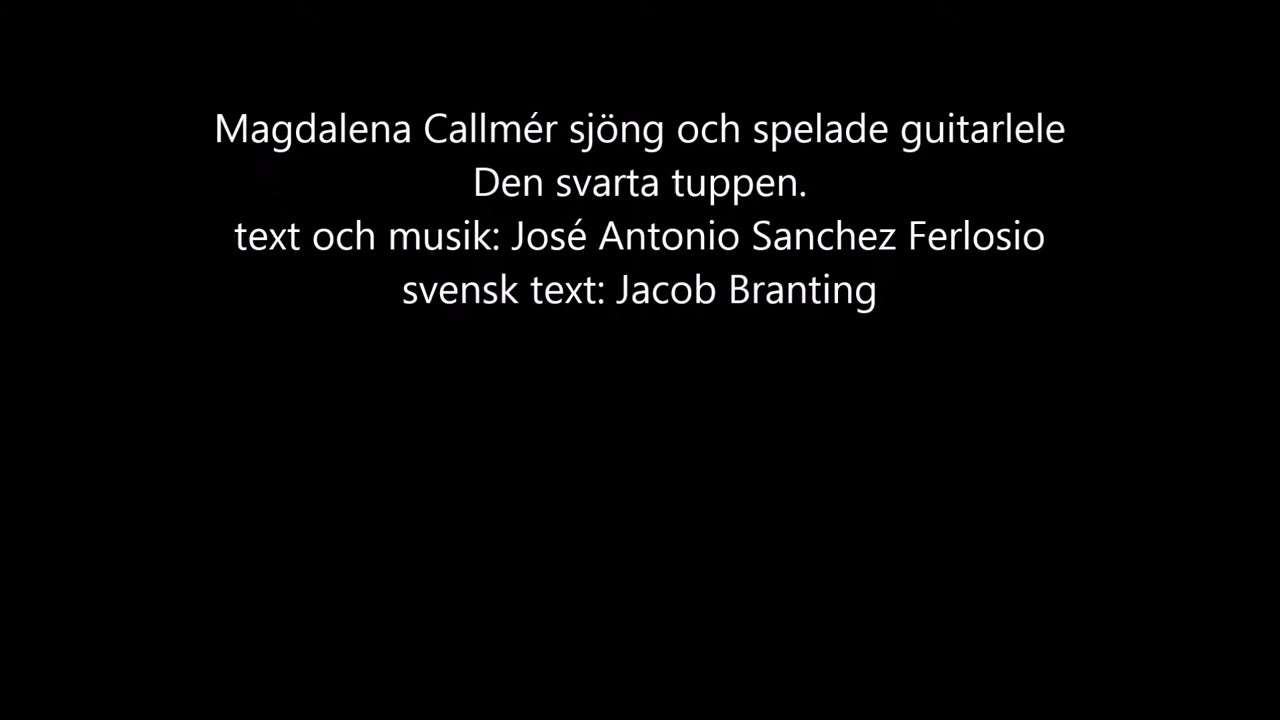 Magdalena Callmér sjöng och spelade guitarlele
Den svarta tuppen.
text och musik: José Antonio Sanchez Ferlosio
svensk text: Jacob Branting